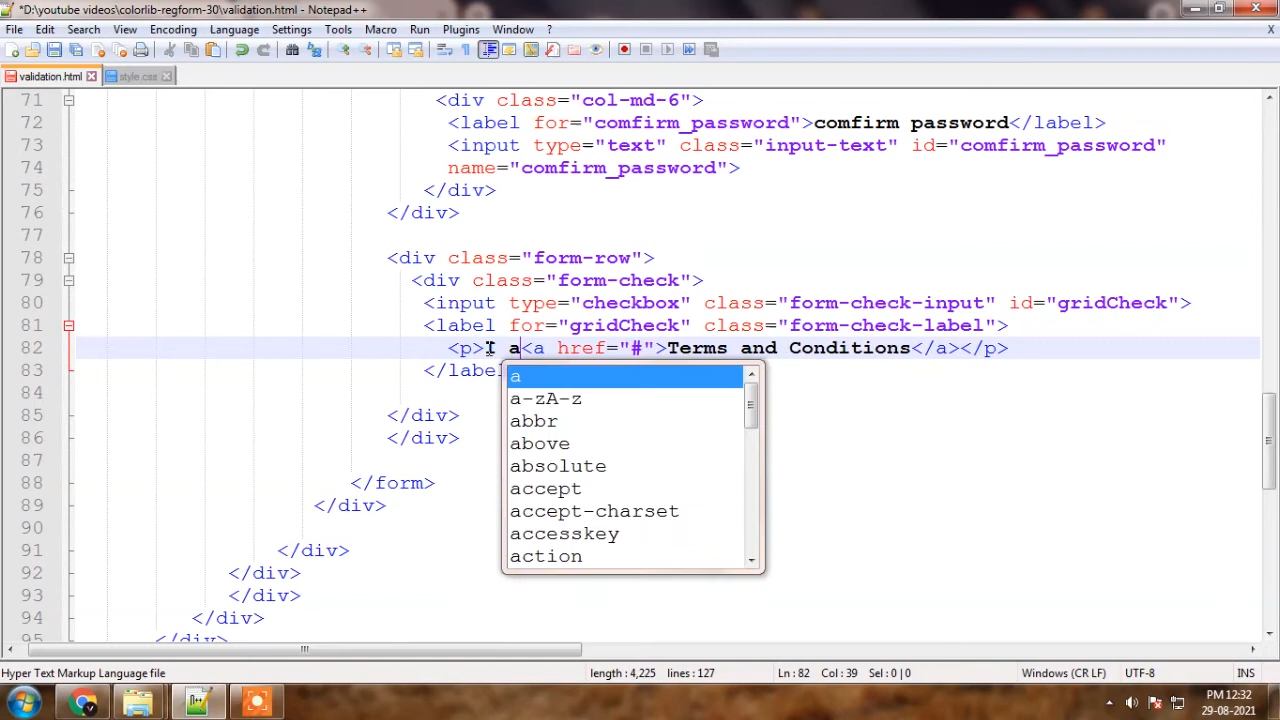 *D:\youtube videos\colorlib-regform-30\validation.html - Notepad++
File Edit Search View Encoding Language Settings Tools Macro Run Plugins Window ? X
validation.html style.css
71 <div class="col-md-6">
72 <label for="comfirm_password">comfirm password</label>
73 <input type="text" class="input-text" id="comfirm_password"
74 name="comfirm_password">
75 </div>
76 </div>
77
78 <div class="form-row">
79 <div class="form-check">
80 <input type="checkbox" class="form-check-input" id="gridCheck">
81 <label for="gridCheck" class="form-check-label">
82 <p>I a<a href="#">Terms and Conditions</a></p>
83 </labe
84
85 </div>
86 </div>
87
88 </form>
89 </div>
90
91 </div>
92 </div>
93 </div>
94 </div>
95 </div>
a
a-zA-z
abbr
above
absolute
accept
accept-charset
accesskey
action
Hyper Text Markup Language file length : 4,225 lines : 127 Ln : 82 Col : 39 Sel : 0 | 0 Windows (CR LF) UTF-8 INS
PM 12:32
29-08-2021